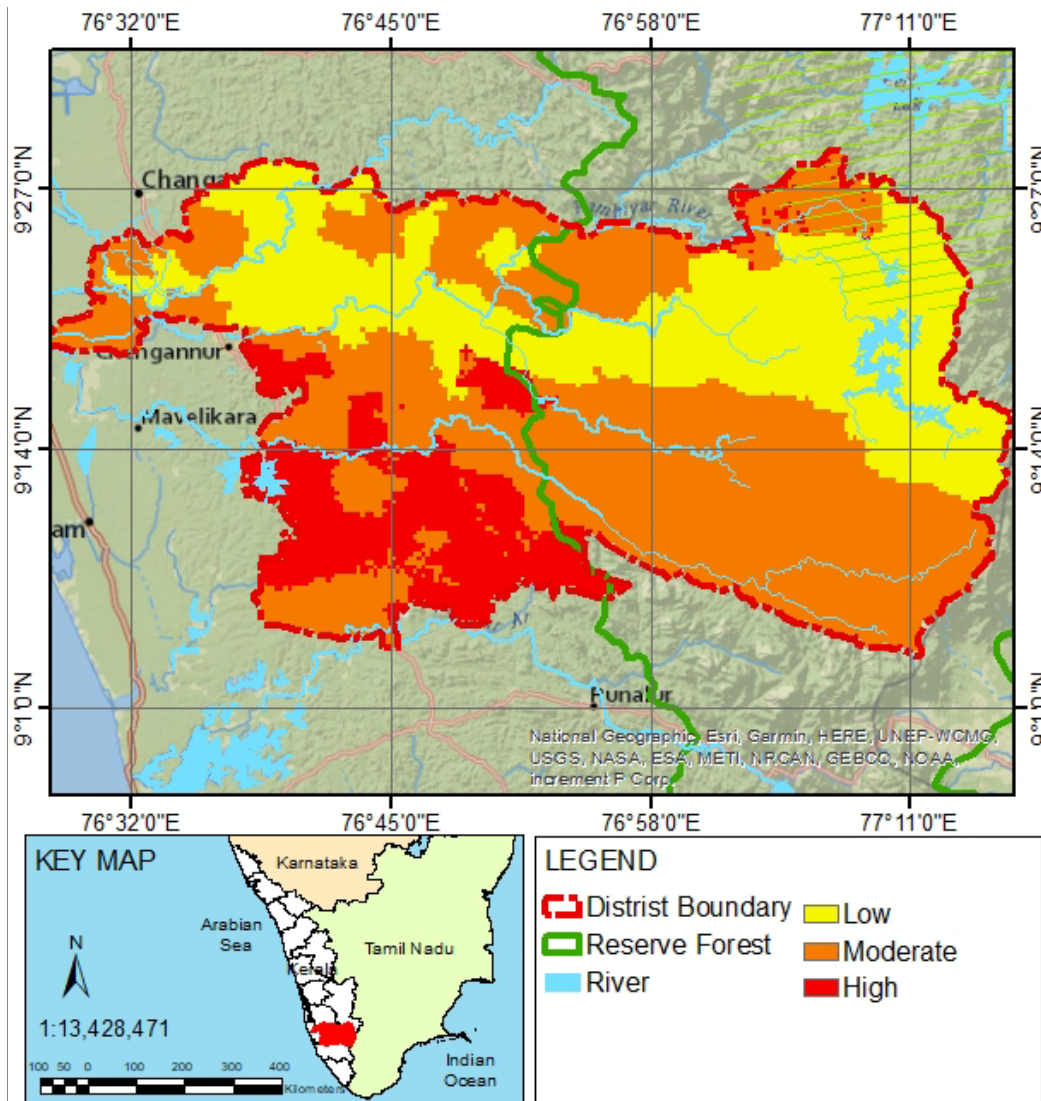 76°32'0"E 76°45'0"E 76°58'0"E 77°11'0"E
9°27'0"N
9°27'0"N
Changa
Pambiyar River
Changannur
Mavelikara
9°14'0"N
9°14'0"N
am
Punalur
9°1'0"N
9°1'0"N
National Geographic, Esri, Garmin, HERE, UNEP-WCMC,
USGS, NASA, ESA, METI, NRCAN, GEBCO, NOAA,
increment P Corp.
76°32'0"E 76°45'0"E 76°58'0"E 77°11'0"E
KEY MAP
Karnataka
Arabian
Sea
Tamil Nadu
Kerala
N
1:13,428,471
Indian
Ocean
100 50 0 100 200 300 400
Kilometers
LEGEND
Distrist Boundary
Reserve Forest
River
Low
Moderate
High